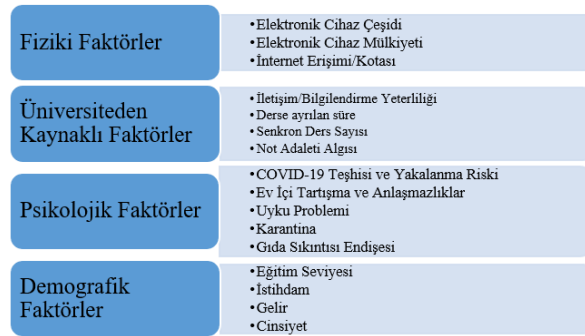 Fiziki Faktörler
• Elektronik Cihaz Çeşidi
• Elektronik Cihaz Mülkiyeti
• İnternet Erişimi/Kotası
Üniversiteden
Kaynaklı Faktörler
• İletişim/Bilgilendirme Yeterliliği
• Derse ayrılan süre
• Senkron Ders Sayısı
• Not Adaleti Algısı
Psikolojik Faktörler
• COVID-19 Teşhisi ve Yakalanma Riski
• Ev İçi Tartışma ve Anlaşmazlıklar
• Uyku Problemi
• Karantina
• Gıda Sıkıntısı Endişesi
Demografik
Faktörler
• Eğitim Seviyesi
• İstihdam
• Gelir
• Cinsiyet